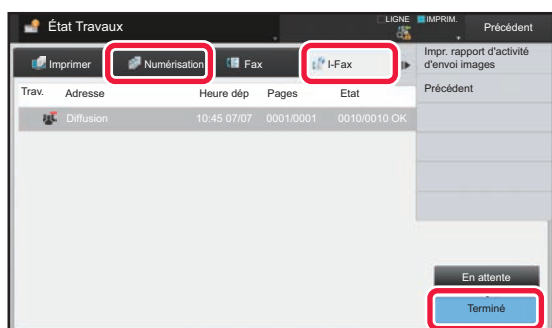 État Travaux
LIGNE
IMPRIM.
Précédent
Imprimer
Numérisation
Fax
I-Fax
Impr. rapport d'activité
d'envoi images
Précédent
Trav.
Adresse
Heure dép
Pages
Etat
Diffusion
10:45 07/07
0001/0001
0010/0010 OK
En attente
Terminé